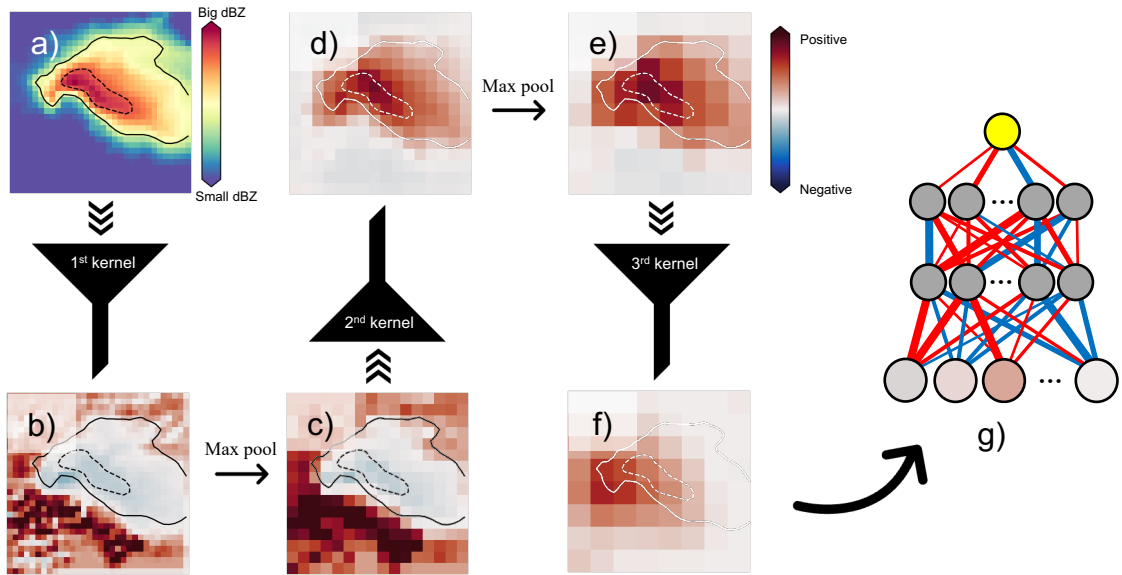 Big dBZ
a)
Small dBZ
d)
Max pool
e)
Positive
Negative
1st kernel
2nd kernel
3rd kernel
b)
Max pool
c)
f)
...
...
...
g)